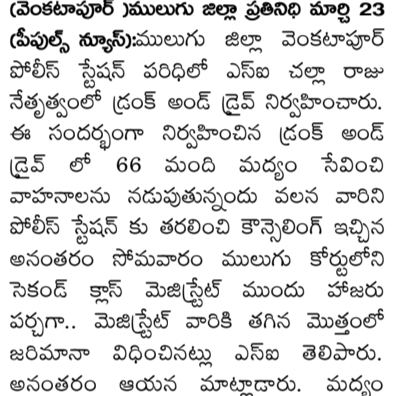 (వెంకటాపూర్ )ములుగు జిల్లా ప్రతినిధి మార్చి 23
(పీపుల్స్ న్యూస్):ములుగు జిల్లా వెంకటాపూర్
పోలీస్ స్టేషన్ పరిధిలో ఎస్ఐ చల్లా రాజు
నేతృత్వంలో డ్రంక్ అండ్ డ్రైవ్ నిర్వహించారు.
ఈ సందర్భంగా నిర్వహించిన డ్రంక్ అండ్
డ్రైవ్ లో 66 మంది మద్యం సేవించి
వాహనాలను నడుపుతున్నందు వలన వారిని
పోలీస్ స్టేషన్ కు తరలించి కౌన్సెలింగ్ ఇచ్చిన
అనంతరం సోమవారం ములుగు కోర్టులోని
సెకండ్ క్లాస్ మెజిస్ట్రేట్ ముందు హాజరు
పర్చగా.. మెజిస్ట్రేట్ వారికి తగిన మొత్తంలో
జరిమానా విధించినట్లు ఎస్ఐ తెలిపారు.
అనంతరం ఆయన మాట్లాడారు. మద్యం